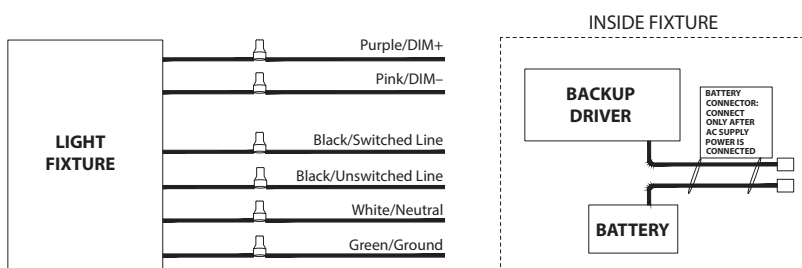 INSIDE FIXTURE
LIGHT
FIXTURE
Purple/DIM+
Pink/DIM–
Black/Switched Line
Black/Unswitched Line
White/Neutral
Green/Ground
BACKUP
DRIVER
BATTERY
CONNECTOR:
CONNECT
ONLY AFTER
AC SUPPLY
POWER IS
CONNECTED
BATTERY